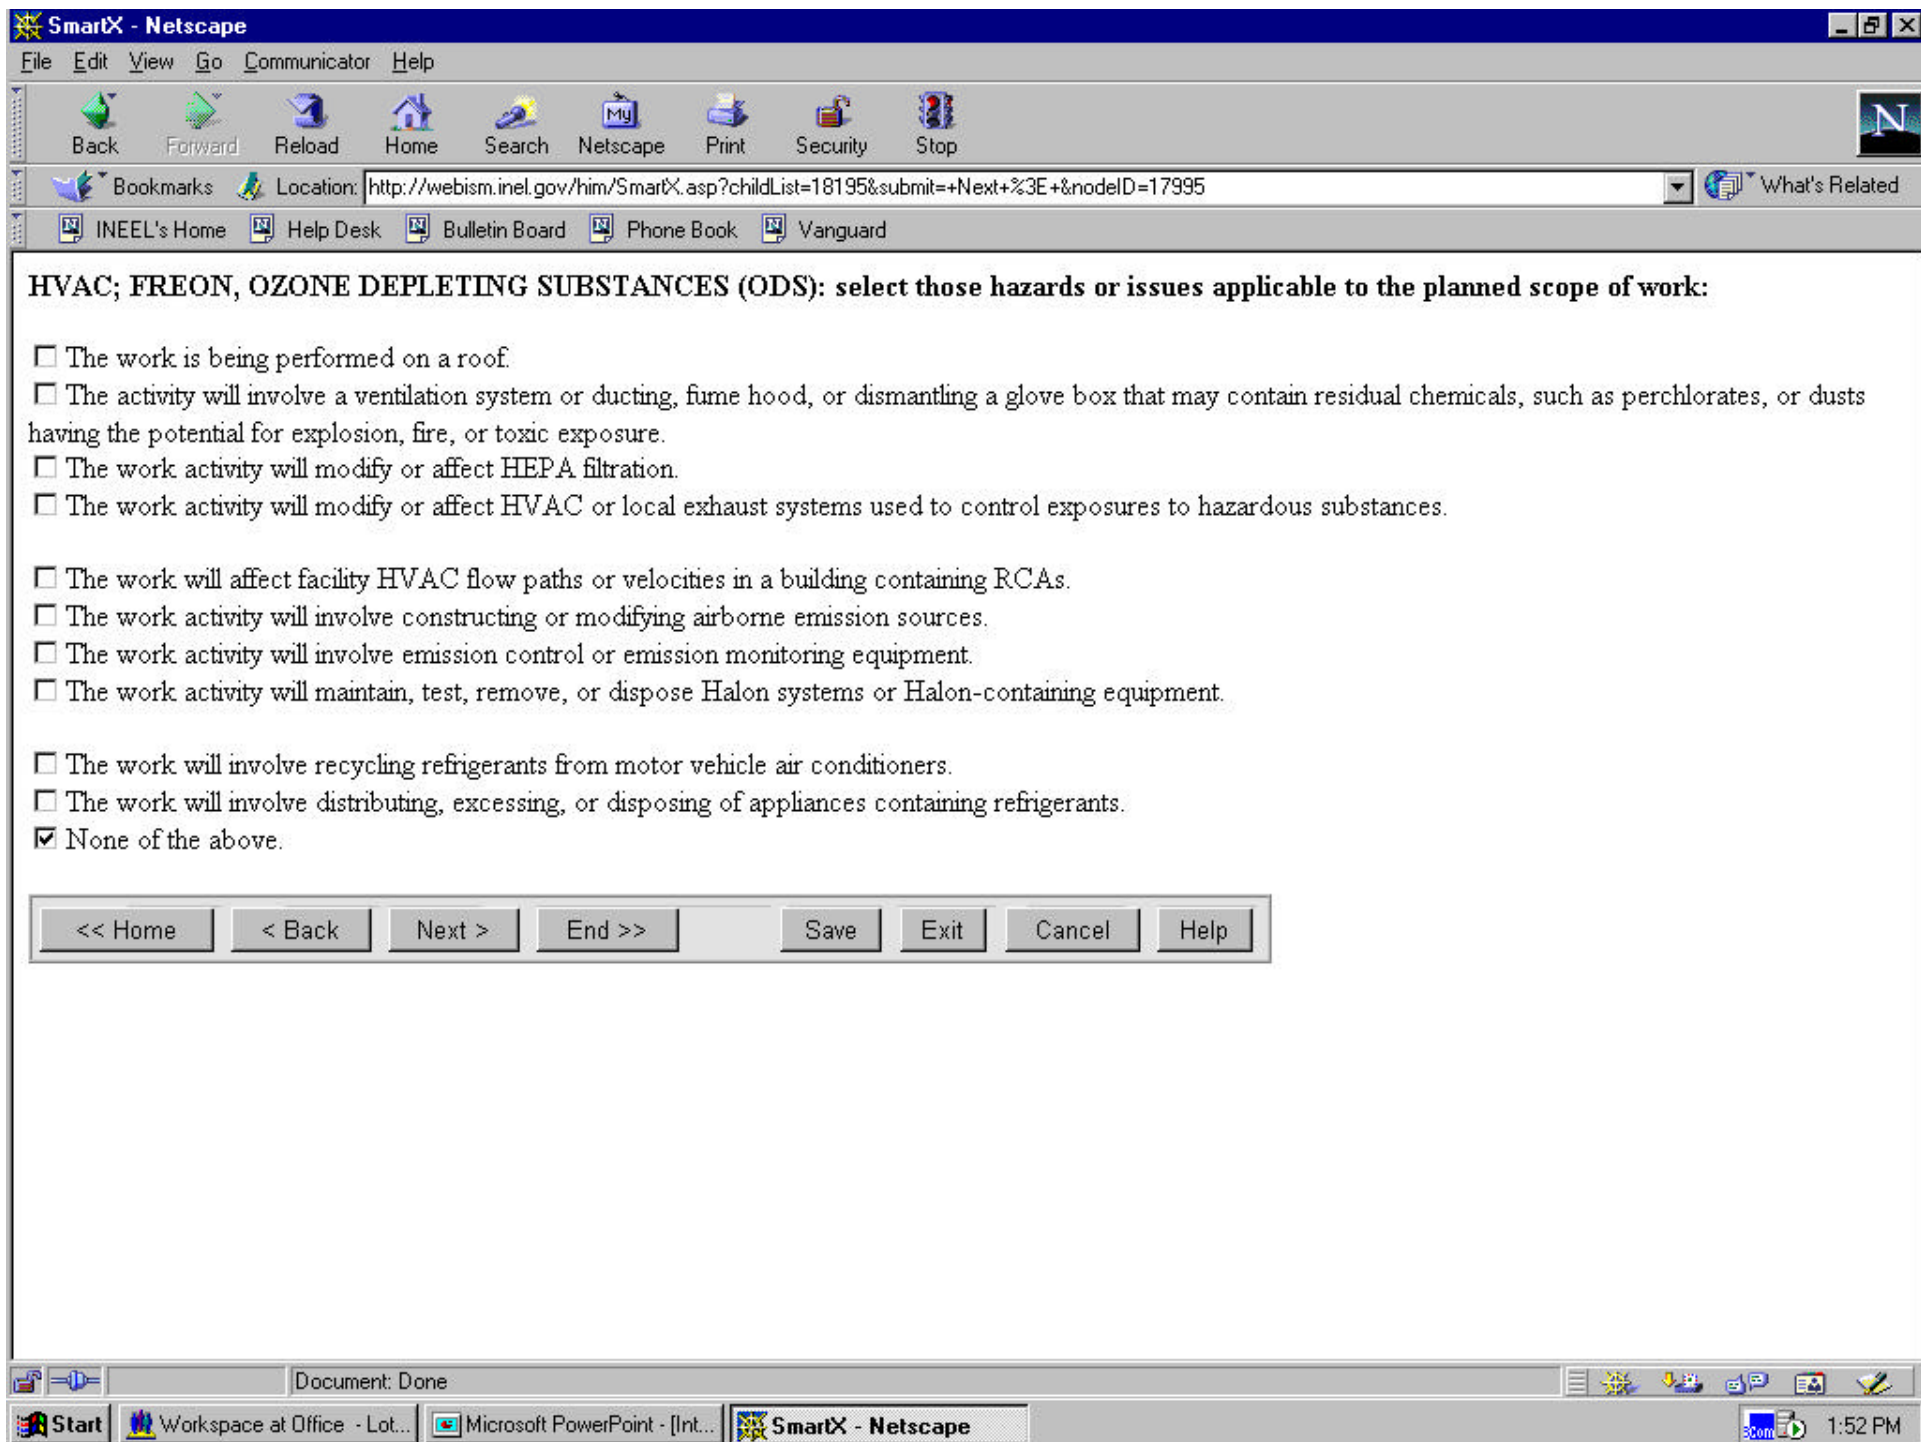 SmartX - Netscape
File Edit View Go Communicator Help
Back Forward Reload Home Search Netscape Print Security Stop
My
N
Bookmarks Location: http://webism.inel.gov/him/SmartX.asp?childList=18195&submit=+Next+%3E+&nodeID=17995 What's Related
INEEL's Home Help Desk Bulletin Board Phone Book Vanguard
HVAC; FREON, OZONE DEPLETING SUBSTANCES (ODS): select those hazards or issues applicable to the planned scope of work:
The work is being performed on a roof.
The activity will involve a ventilation system or ducting, fume hood, or dismantling a glove box that may contain residual chemicals, such as perchlorates, or dusts
having the potential for explosion, fire, or toxic exposure.
The work activity will modify or affect HEPA filtration.
The work activity will modify or affect HVAC or local exhaust systems used to control exposures to hazardous substances.
The work will affect facility HVAC flow paths or velocities in a building containing RCAs.
The work activity will involve constructing or modifying airborne emission sources.
The work activity will involve emission control or emission monitoring equipment.
The work activity will maintain, test, remove, or dispose Halon systems or Halon-containing equipment.
The work will involve recycling refrigerants from motor vehicle air conditioners.
The work will involve distributing, excessing, or disposing of appliances containing refrigerants.
None of the above.
<< Home < Back Next > End >> Save Exit Cancel Help
Document: Done
Start Workspace at Office - Lot... Microsoft PowerPoint - [Int... SmartX - Netscape 3Com 1:52 PM